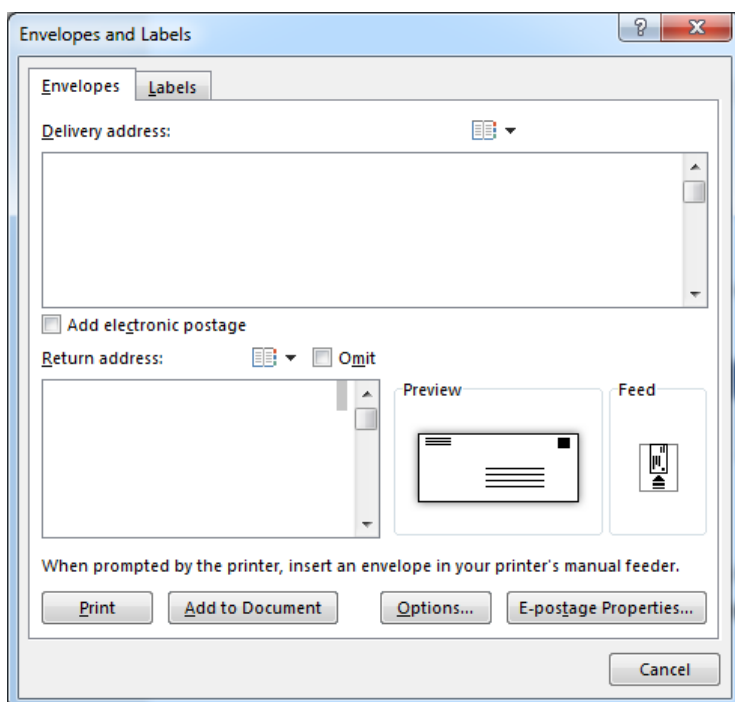 Envelopes and Labels
Envelopes Labels
Delivery address:
Add electronic postage
Return address: Omit
Preview Feed
When prompted by the printer, insert an envelope in your printer's manual feeder.
Print Add to Document Options... E-postage Properties...
Cancel